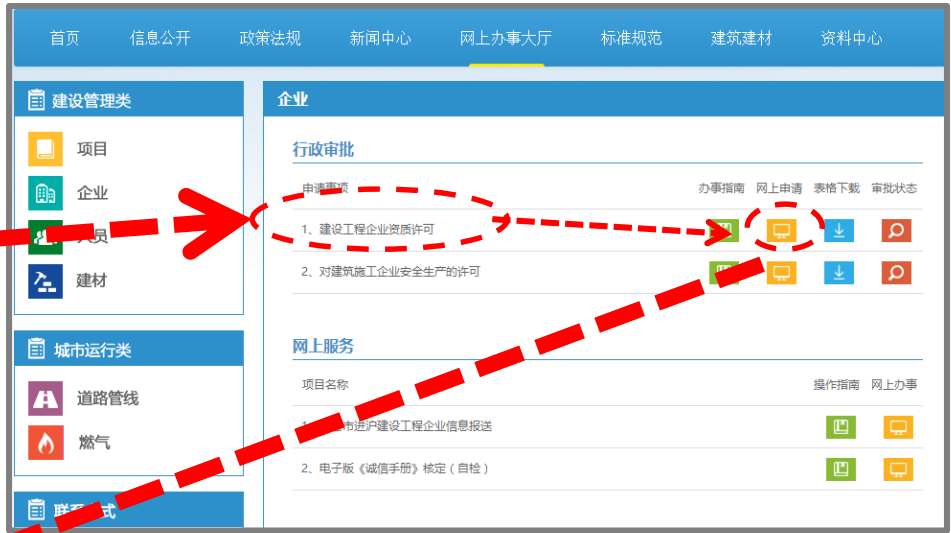 首页 信息公开 政策法规 新闻中心 网上办事大厅 标准规范 建筑建材 资料中心
建设管理类
项目
企业
人员
建材
城市运行类
道路管线
燃气
企业
行政审批
申请事项 办事指南 网上申请 表格下载 审批状态
1、建设工程企业资质许可
2、对建筑施工企业安全生产的许可
网上服务
项目名称 操作指南 网上办事
市进沪建设工程企业信息报送
2、电子版《诚信手册》核定（自检）